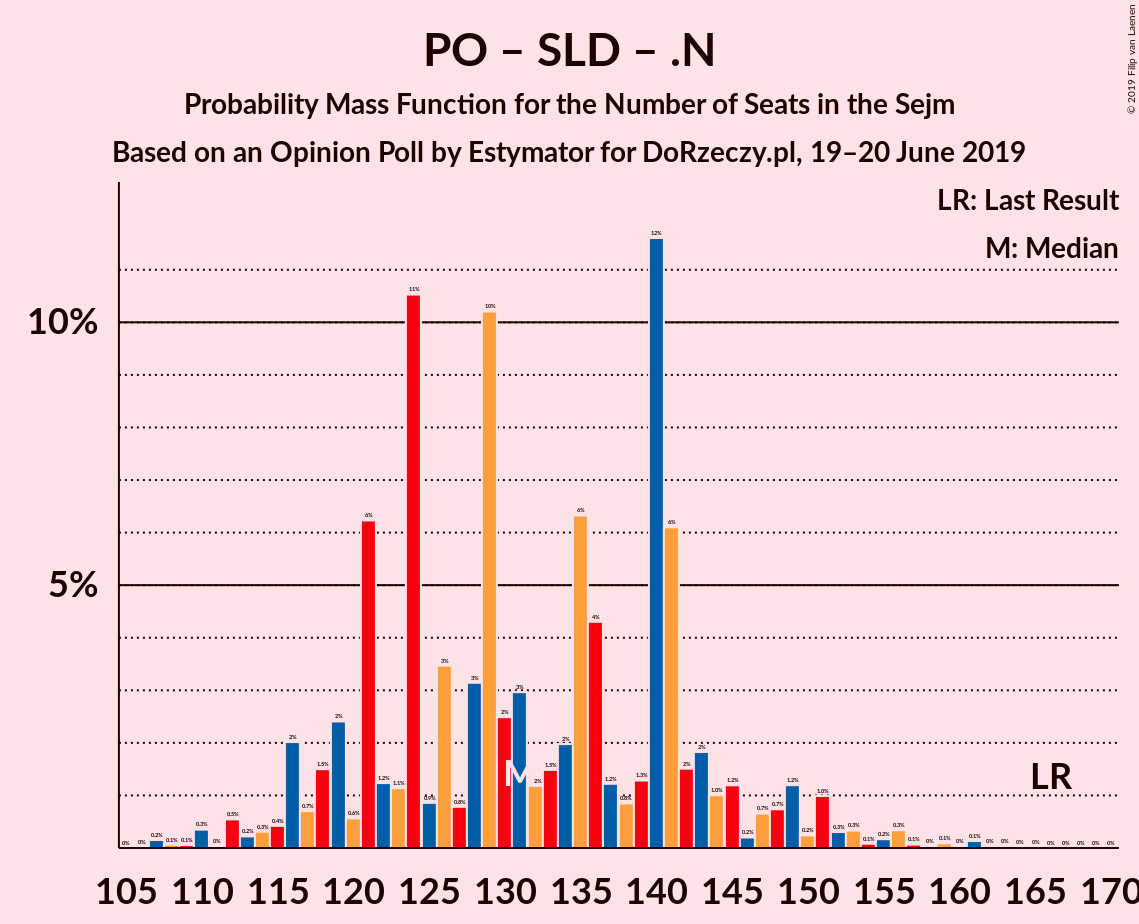 PO – SLD – .N
Probability Mass Function for the Number of Seats in the Sejm
Based on an Opinion Poll by Estymator for DoRzeczy.pl, 19–20 June 2019
© 2019 Filip van Laenen
LR: Last Result
M: Median
10%
5%
0% 0% 0.2% 0.1% 0.1% 0.3% 0% 0.5% 0.2% 0.3% 0.4% 2% 0.7% 1.5% 2% 0.6% 6% 1.2% 1.1% 11% 0.9% 3% 0.8% 3% 10% 2% 3% 2% 1.5% 2% 6% 4% 1.2% 0.8% 1.3% 12% 6% 2% 2% 1.0% 1.2% 0.2% 0.7% 0.7% 1.2% 0.2% 1.0% 0.3% 0.3% 0.1% 0.2% 0.3% 0.1% 0% 0.1% 0% 0.1% 0% 0% 0% 0% 0% 0% 0% 0% 0%
M
LR
105 110 115 120 125 130 135 140 145 150 155 160 165 170